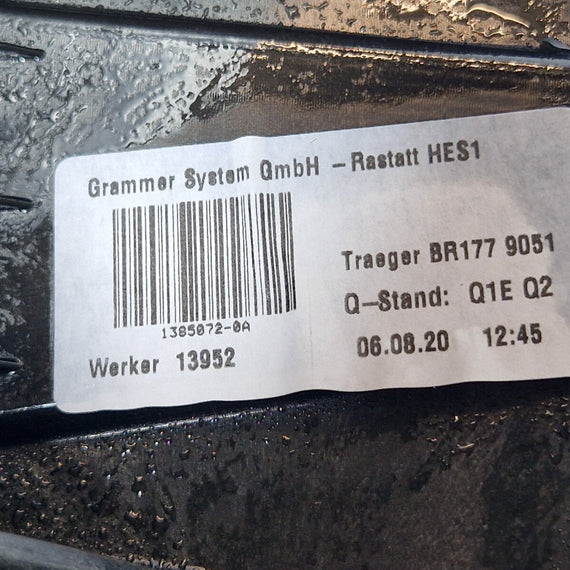 Grammer System GmbH – Rastatt HES1
1385072-0A
Werker 13952
Traeger BR177 9051
Q–Stand: Q1E Q2
06.08.20 12:45